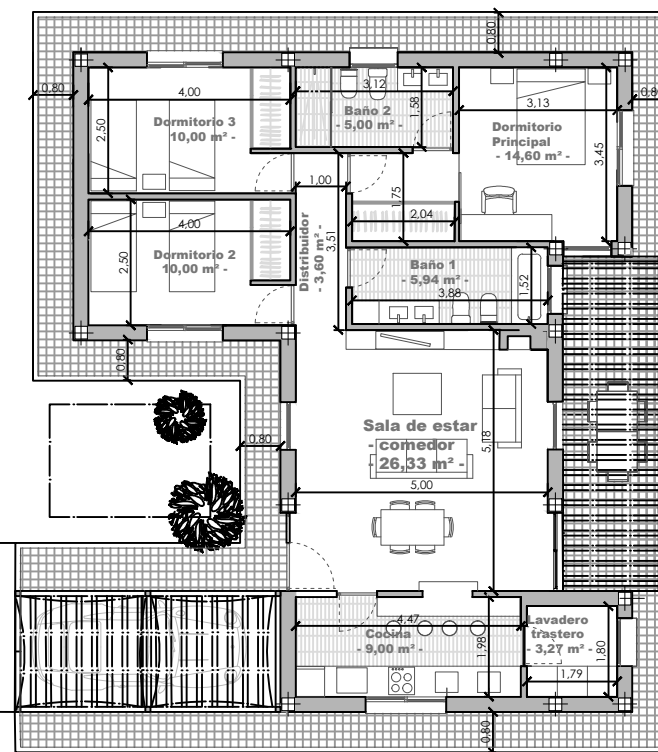 0,80
0,80
0,80
4,00
3,12
Baño 2
- 5,00 m² -
1,58
3,13
Dormitorio 3
10,00 m² -
2,50
Dormitorio
Principal
- 14,60 m² -
3,45
1,00
1,75
2,04
4,00
Dormitorio 2
10,00 m² -
2,50
Distribuidor
- 3,60 m² -
3,51
Baño 1
- 5,94 m² -
1,52
3,88
0,80
0,80
Sala de estar
- comedor
- 26,33 m² -
5,18
5,00
4,47
Cocina
- 9,00 m² -
1,98
Lavadero
trastero
- 3,27 m² -
1,80
1,79
0,80